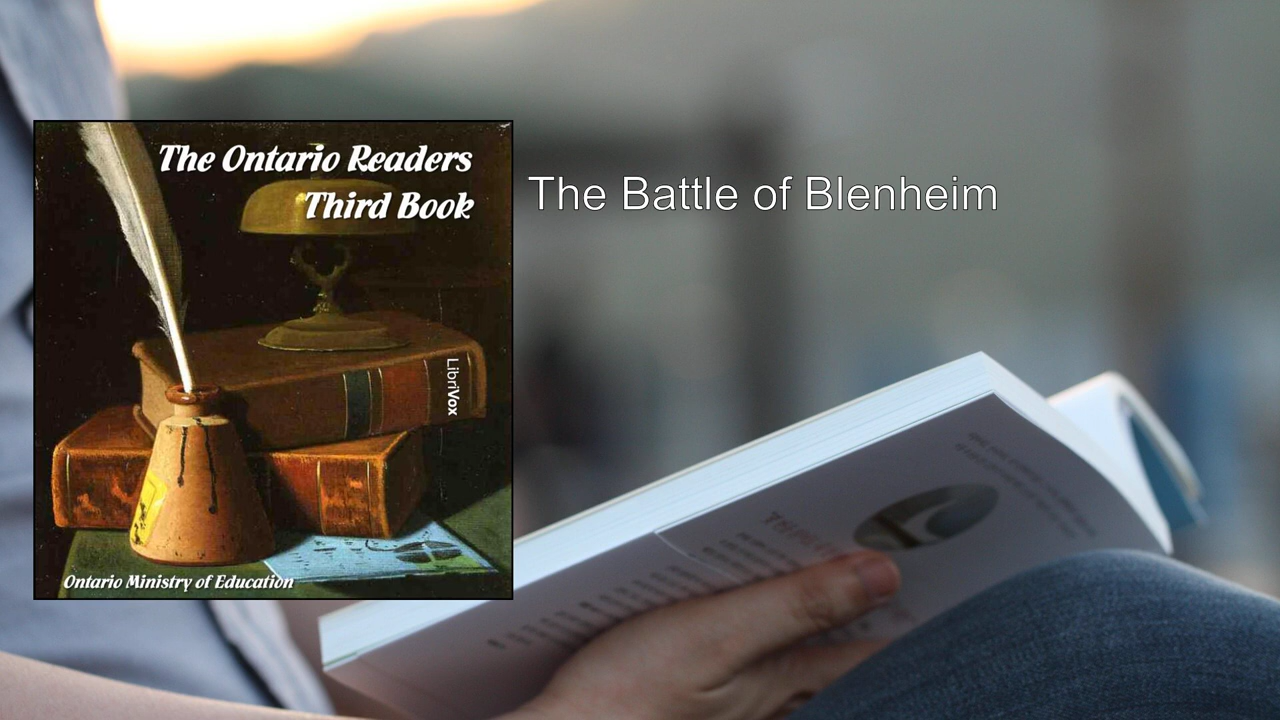 The Ontario Readers
Third Book
LibriVox
Ontario Ministry of Education
The Battle of Blenheim